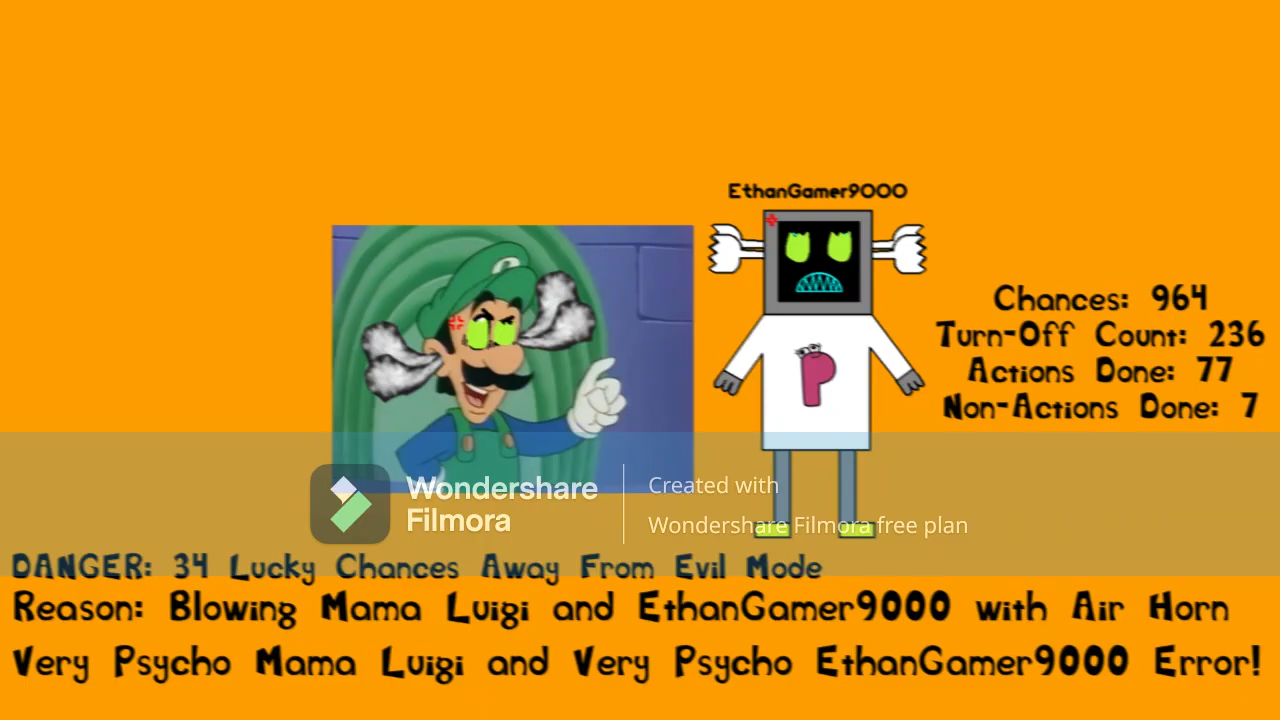 EthanGamer9000
Chances: 964
Turn-Off Count: 236
Actions Done: 77
Non-Actions Done: 7
Wondershare
Filmora
Created with
Wondershare Filmora free plan
DANGER: 34 Lucky Chances Away From Evil Mode
Reason: Blowing Mama Luigi and EthanGamer9000 with Air Horn
Very Psycho Mama Luigi and Very Psycho EthanGamer9000 Error!